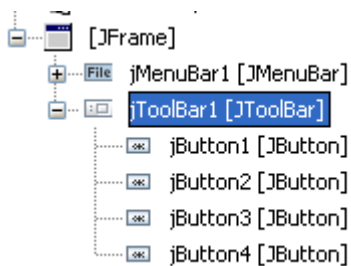 [JFrame]
File jMenuBar1 [JMenuBar]
jToolBar1 [JToolBar]
jButton1 [JButton]
jButton2 [JButton]
jButton3 [JButton]
jButton4 [JButton]